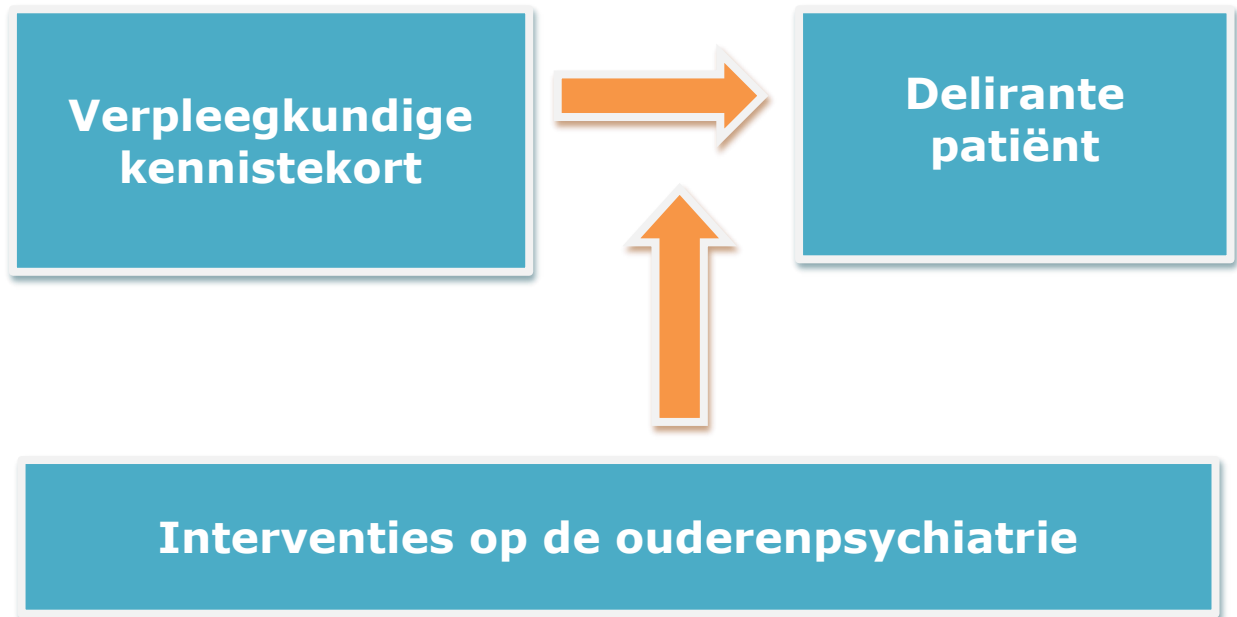 Verpleegkundige
kennistekort
Delirante
patiënt
Interventies op de ouderenpsychiatrie